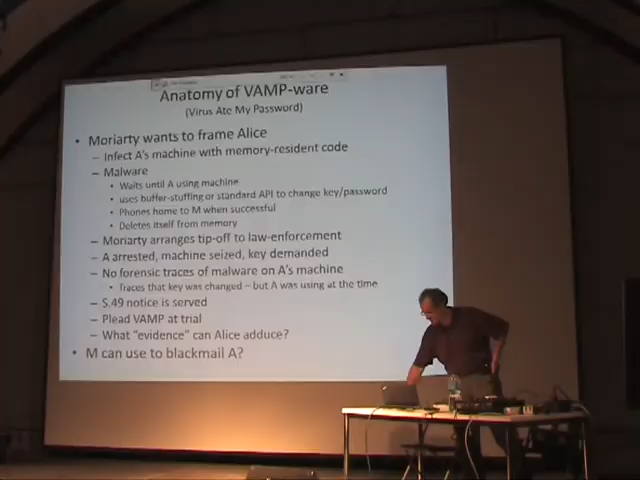 Anatomy of VAMP-ware
(Virus Ate My Password)
• Moriarty wants to frame Alice
– Infect A's machine with memory-resident code
– Malware
• Waits until A using machine
• uses buffer-stuffing or standard API to change key/password
• Phones home to M when successful
• Deletes itself from memory
– Moriarty arranges tip-off to law-enforcement
– A arrested, machine seized, key demanded
– No forensic traces of malware on A's machine
• Traces that key was changed – but A was using at the time
– S.49 notice is served
– Plead VAMP at trial
– What "evidence" can Alice adduce?
• M can use to blackmail A?